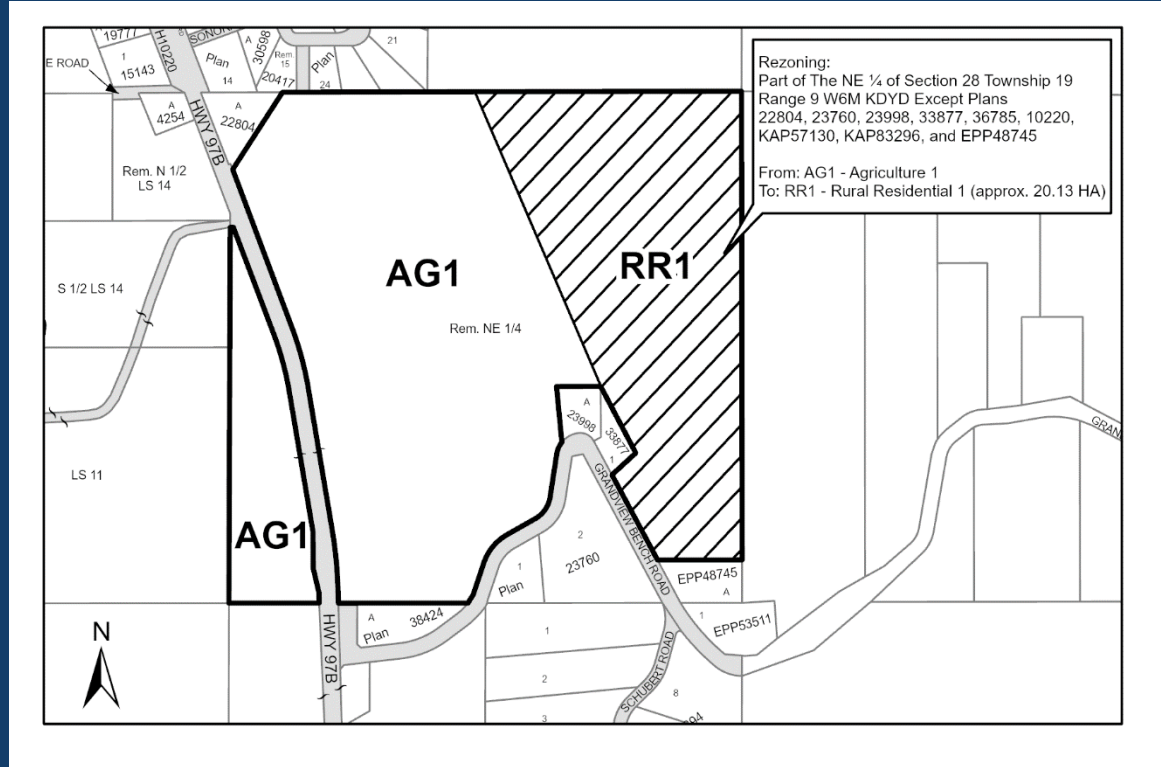 19777
H10220
SONOR
A
30598
21
E ROAD
1
15143
Plan
14
Rem.
15
20417
Plan
24
A
4254
HWY 97B
A
22804
Rezoning:
Part of The NE ¼ of Section 28 Township 19
Range 9 W6M KDYD Except Plans
22804, 23760, 23998, 33877, 36785, 10220,
KAP57130, KAP83296, and EPP48745
From: AG1 - Agriculture 1
To: RR1 - Rural Residential 1 (approx. 20.13 HA)
Rem. N 1/2
LS 14
S 1/2 LS 14
AG1
RR1
Rem. NE 1/4
A
23998
33877
1
GRAN
LS 11
AG1
GRANDVIEW BENCH ROAD
2
23760
1
Plan
EPP48745
A
A
Plan
38424
1
EPP53511
N
HWY 97B
1
2
3
SCHUBERT ROAD
8